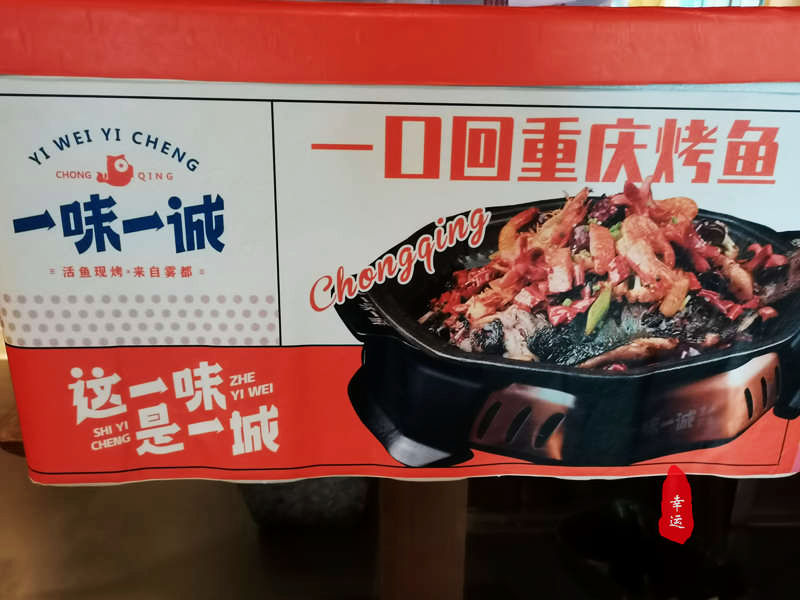 YI WEI YI CHENG
CHONG QING
一味一诚
活鱼现烤·来自雾都
一口回重庆烤鱼
Chongqing
这一味
ZHE YI WEI
SHI YI CHENG
是一城
一味一诚
幸运